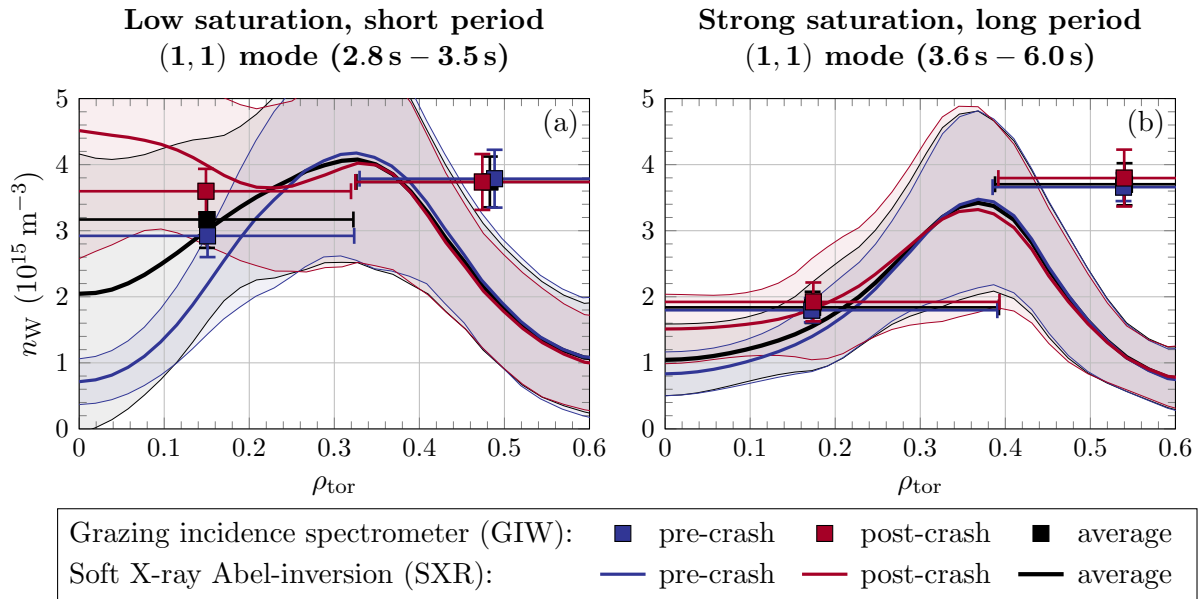 Low saturation, short period
(1, 1) mode (2.8 s – 3.5 s)
Strong saturation, long period
(1, 1) mode (3.6 s – 6.0 s)
(a)
(b)
5
4
3
2
1
0
0
0.1
0.2
0.3
0.4
0.5
0.6
n_W (10^15 m^−3)
ρ_tor
5
4
3
2
1
0
0
0.1
0.2
0.3
0.4
0.5
0.6
ρ_tor
Grazing incidence spectrometer (GIW): pre-crash post-crash average
Soft X-ray Abel-inversion (SXR): pre-crash post-crash average